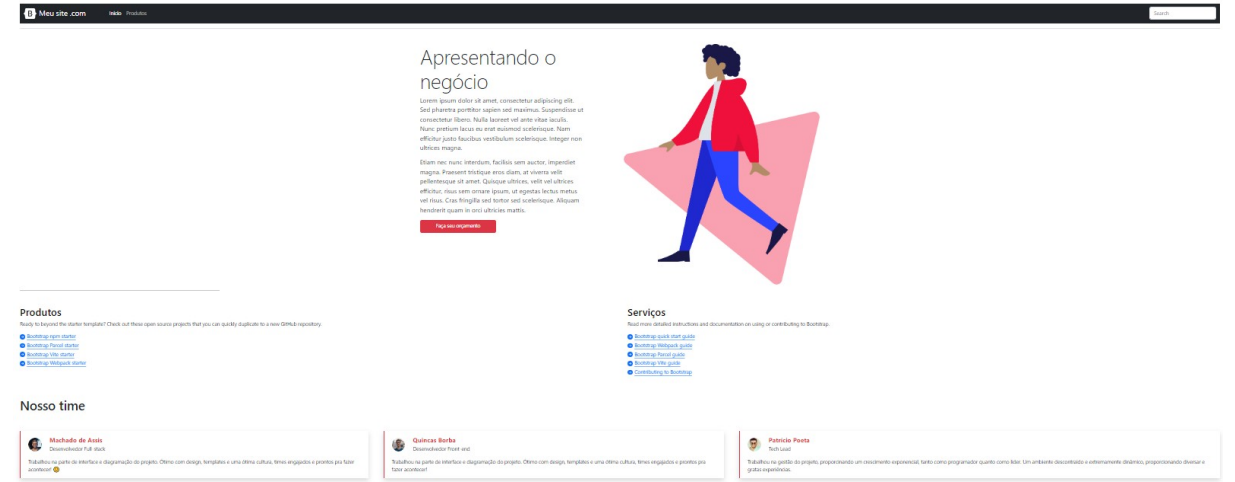 B Meu site .com Início Produtos Search
Apresentando o
negócio
Lorem ipsum dolor sit amet, consectetur adipiscing elit.
Sed pharetra porttitor sapien sed maximus. Suspendisse ut
consectetur libero. Nulla laoreet vel ante vitae iaculis.
Nunc pretium lacus eu erat euismod scelerisque. Nam
efficitur justo faucibus vestibulum scelerisque. Integer non
ultrices magna.
Etiam nec nunc interdum, facilisis sem auctor, imperdiet
magna. Praesent tristique eros diam, at viverra velit
pellentesque sit amet. Quisque ultrices, velit vel ultrices
efficitur, risus sem ornare ipsum, ut egestas lectus metus
vel risus. Cras fringilla sed tortor sed scelerisque. Aliquam
hendrerit quam in orci ultricies mattis.
Faça seu orçamento
Produtos
Ready to beyond the starter template? Check out these open source projects that you can quickly duplicate to a new GitHub repository.
Bootstrap npm starter
Bootstrap Parcel starter
Bootstrap Vite starter
Bootstrap Webpack starter
Serviços
Read more detailed instructions and documentation on using or contributing to Bootstrap.
Bootstrap quick start guide
Bootstrap Webpack guide
Bootstrap Parcel guide
Bootstrap Vite guide
Contributing to Bootstrap
Nosso time
Machado de Assis
Desenvolvedor Full stack
Trabalhou na parte de interface e diagramação do projeto. Ótimo com design, templates e uma ótima cultura, times engajados e prontos pra fazer
acontecer!
Quincas Borba
Desenvolvedor Front-end
Trabalhou na parte de interface e diagramação do projeto. Ótimo com design, templates e uma ótima cultura, times engajados e prontos pra
fazer acontecer!
Patricio Poeta
Tech Lead
Trabalhou na gestão do projeto, proporcionando um crescimento exponencial, tanto como programador quanto como líder. Um ambiente descontraído e extremamente dinâmico, proporcionando diversar e
gratas experiências.